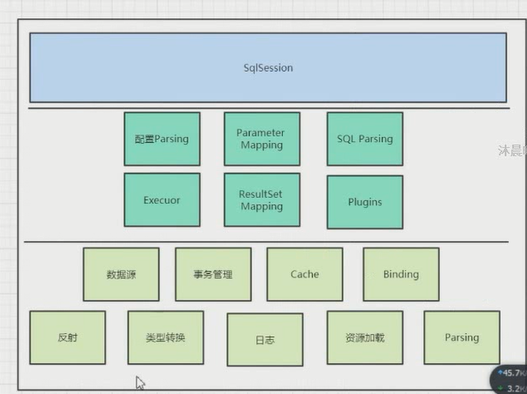 SqlSession
配置Parsing
Parameter
Mapping
SQL Parsing
沐晨
Execuor
ResultSet
Mapping
Plugins
数据源
事务管理
Cache
Binding
反射
类型转换
日志
资源加载
Parsing
45.7K
3.2K